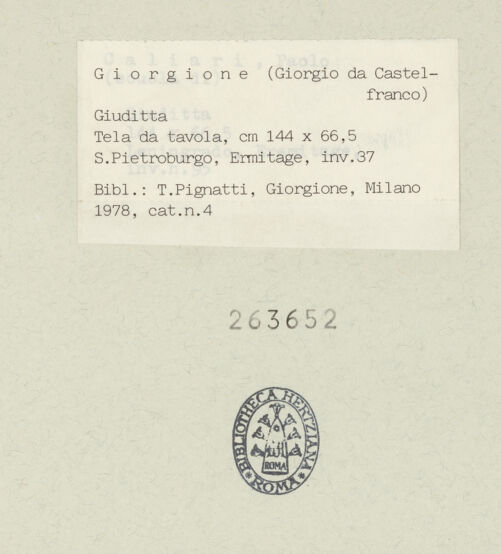 Giorgione (Giorgio da Castel-
franco)
Giuditta
Tela da tavola, cm 144 x 66,5
S.Pietroburgo, Ermitage, inv.37
Bibl.: T.Pignatti, Giorgione, Milano
1978, cat.n.4
263652
BIBLIOTHECA HERTZIANA
ROMA
ROMA